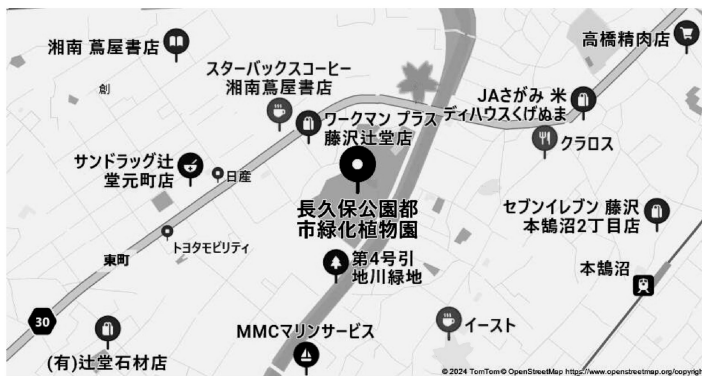 湘南 蔦屋書店
高橋精肉店
スターバックスコーヒー
湘南蔦屋書店
創
JAさがみ 米
ディハウスくげぬま
ワークマン プラス
藤沢辻堂店
クラロス
サンドラッグ辻
堂元町店
日産
長久保公園都
市緑化植物園
セブンイレブン 藤沢
本鵠沼2丁目店
トヨタモビリティ
東町
第4号引
地川緑地
本鵠沼
30
MMCマリンサービス
イースト
(有)辻堂石材店
© 2024 TomTom © OpenStreetMap https://www.openstreetmap.org/copyright